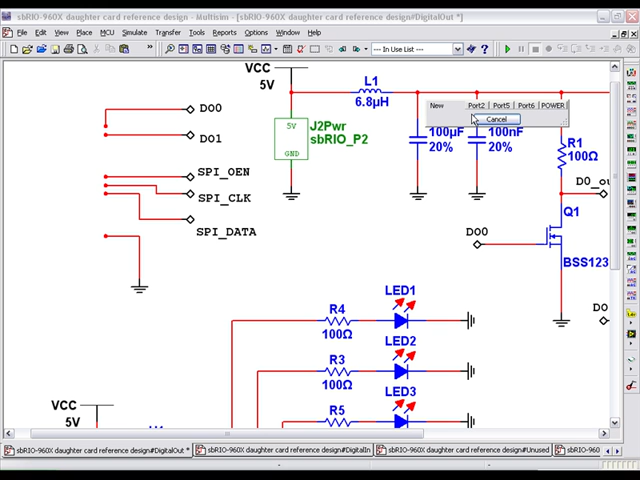 sbRIO-960X daughter card reference design - Multisim - [sbRIO-960X daughter card reference design#DigitalOut *]
File Edit View Place MCU Simulate Transfer Tools Reports Options Window Help
--- In Use List ---
VCC
5V
L1
6.8µH
New Port2 Port5 Port6 POWER
Cancel
DO0
DO1
5V
GND
J2Pwr
sbRIO_P2
100µF
20%
100nF
20%
R1
100Ω
SPI_OEN
SPI_CLK
SPI_DATA
D0_ou
Q1
DO0
BSS123
D0
LED1
R4
100Ω
LED2
R3
100Ω
LED3
R5
VCC
5V
sbRIO-960X daughter card reference design#DigitalOut * sbRIO-960X daughter card reference design#DigitalIn sbRIO-960X daughter card reference design#Unused sbRIO-960